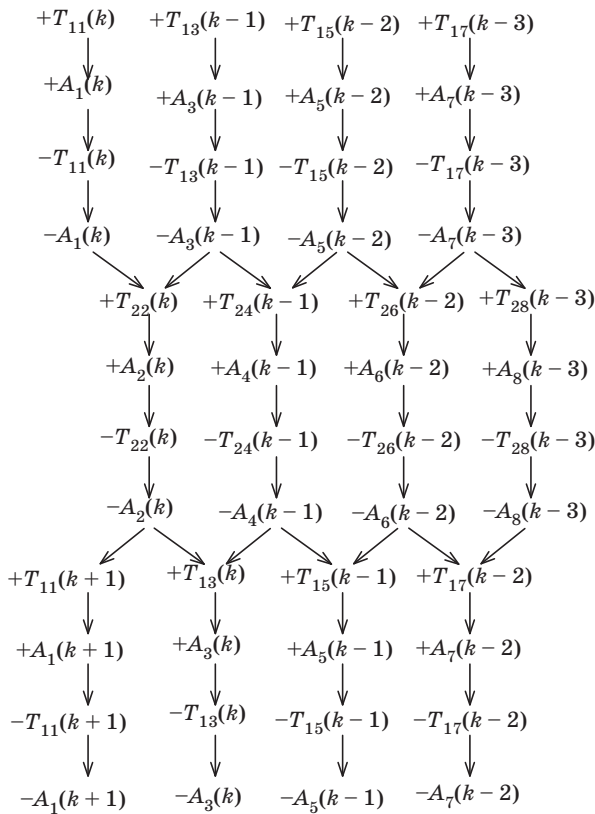 +T₁₁(k) +T₁₃(k−1) +T₁₅(k−2) +T₁₇(k−3)
+A₁(k) +A₃(k−1) +A₅(k−2) +A₇(k−3)
−T₁₁(k) −T₁₃(k−1) −T₁₅(k−2) −T₁₇(k−3)
−A₁(k) −A₃(k−1) −A₅(k−2) −A₇(k−3)
+T₂₂(k) +T₂₄(k−1) +T₂₆(k−2) +T₂₈(k−3)
+A₂(k) +A₄(k−1) +A₆(k−2) +A₈(k−3)
−T₂₂(k) −T₂₄(k−1) −T₂₆(k−2) −T₂₈(k−3)
−A₂(k) −A₄(k−1) −A₆(k−2) −A₈(k−3)
+T₁₁(k+1) +T₁₃(k) +T₁₅(k−1) +T₁₇(k−2)
+A₁(k+1) +A₃(k) +A₅(k−1) +A₇(k−2)
−T₁₁(k+1) −T₁₃(k) −T₁₅(k−1) −T₁₇(k−2)
−A₁(k+1) −A₃(k) −A₅(k−1) −A₇(k−2)